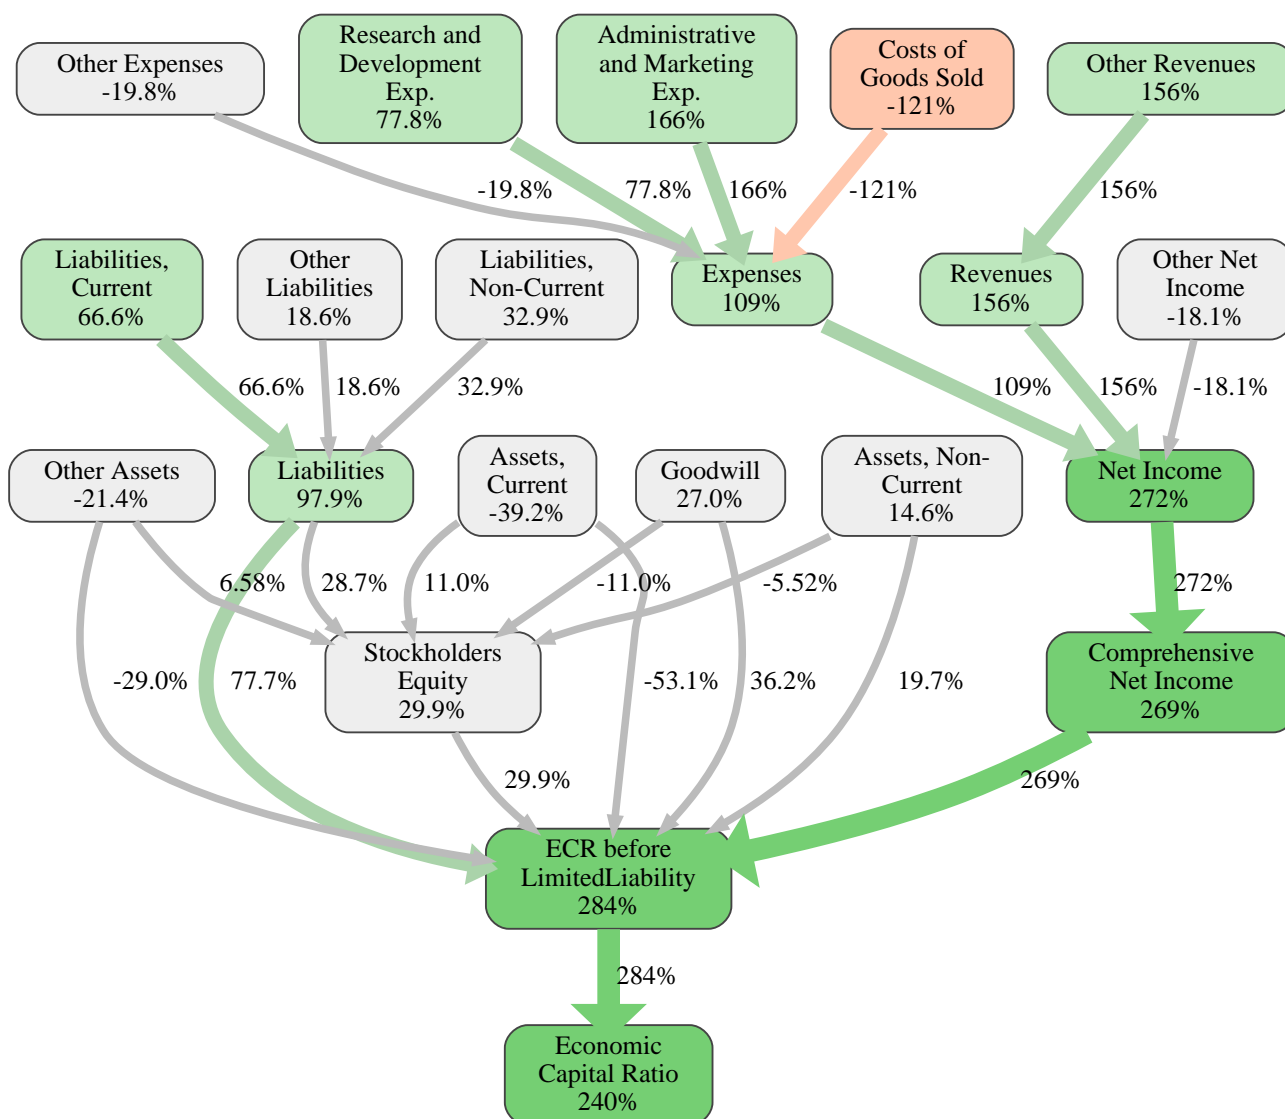 Other Expenses
-19.8%
Research and
Development
Exp.
77.8%
Administrative
and Marketing
Exp.
166%
Costs of
Goods Sold
-121%
Other Revenues
156%
-19.8%
77.8%
166%
-121%
156%
Liabilities,
Current
66.6%
Other
Liabilities
18.6%
Liabilities,
Non-Current
32.9%
Expenses
109%
Revenues
156%
Other Net
Income
-18.1%
66.6%
18.6%
32.9%
109%
156%
-18.1%
Other Assets
-21.4%
Liabilities
97.9%
Assets,
Current
-39.2%
Goodwill
27.0%
Assets, Non-
Current
14.6%
Net Income
272%
6.58%
28.7%
11.0%
-11.0%
-5.52%
272%
Stockholders
Equity
29.9%
Comprehensive
Net Income
269%
-29.0%
77.7%
-53.1%
36.2%
19.7%
29.9%
269%
ECR before
LimitedLiability
284%
284%
Economic
Capital Ratio
240%